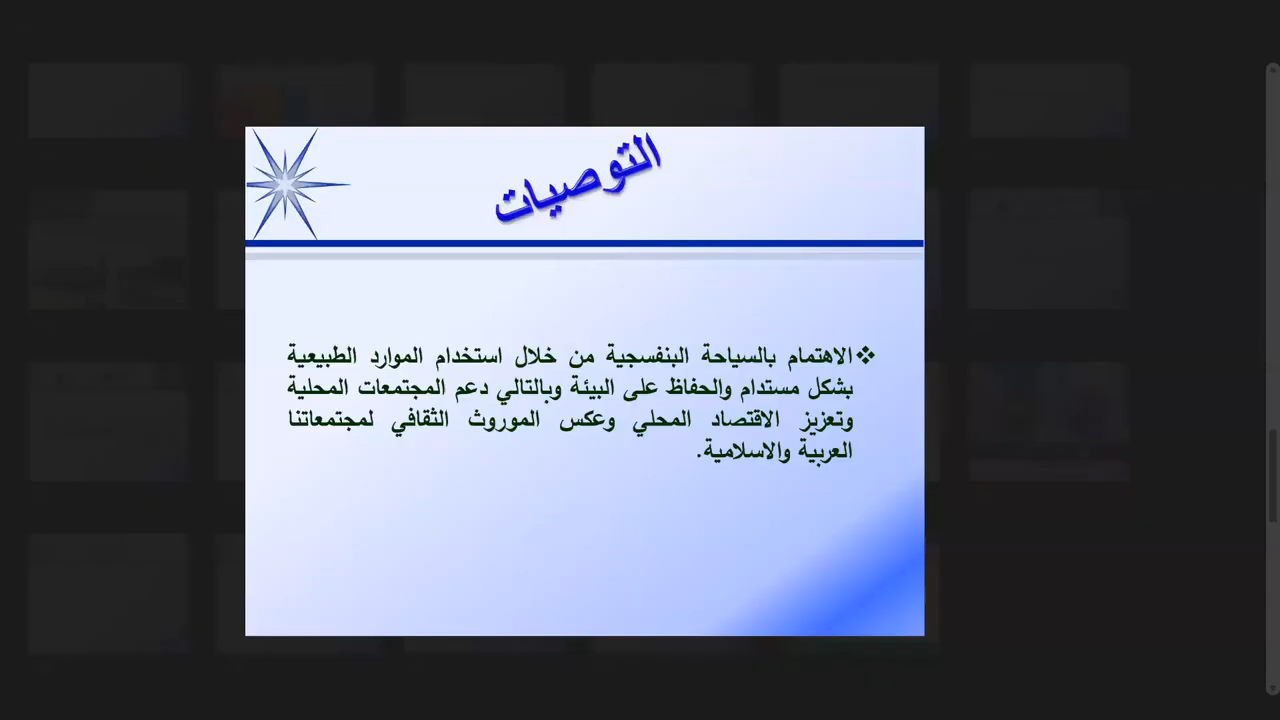 التوصيات
❖الاهتمام بالسياحة البنفسجية من خلال استخدام الموارد الطبيعية
بشكل مستدام والحفاظ على البيئة وبالتالي دعم المجتمعات المحلية
وتعزيز الاقتصاد المحلي وعكس الموروث الثقافي لمجتمعاتنا
العربية والاسلامية.